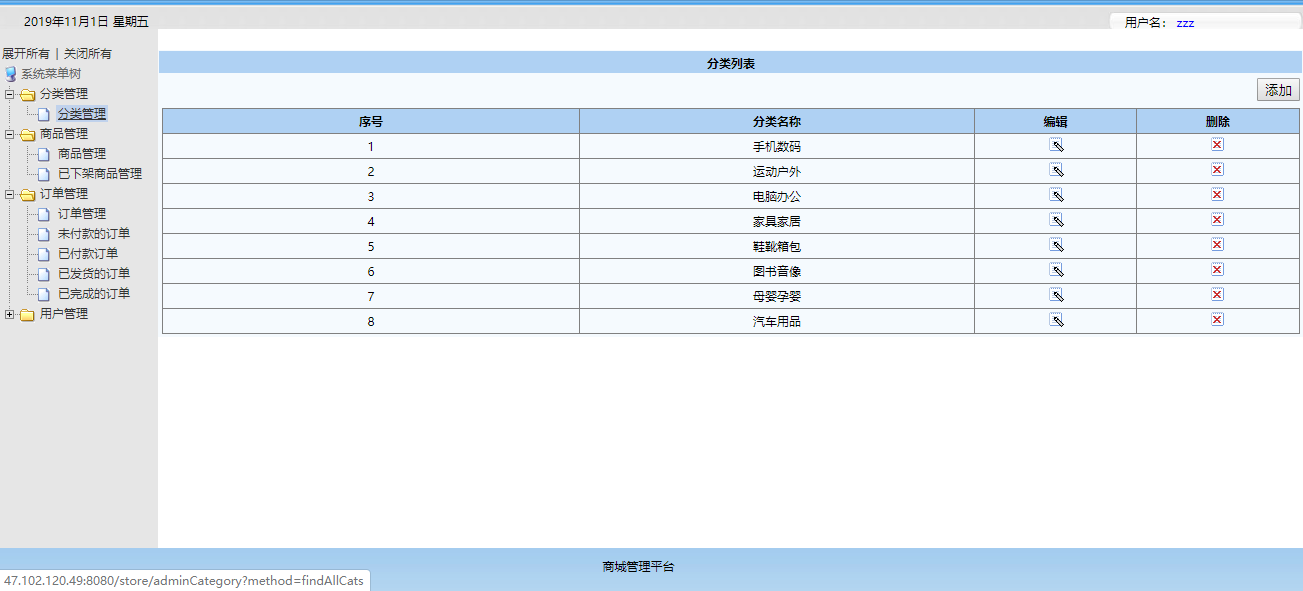 2019年11月1日 星期五
用户名： zzz
展开所有 | 关闭所有
系统菜单树
分类管理
分类管理
商品管理
商品管理
已下架商品管理
订单管理
订单管理
未付款的订单
已付款订单
已发货的订单
已完成的订单
用户管理
分类列表
添加
序号 分类名称 编辑 删除
1 手机数码
2 运动户外
3 电脑办公
4 家具家居
5 鞋靴箱包
6 图书音像
7 母婴孕婴
8 汽车用品
商城管理平台
47.102.120.49:8080/store/adminCategory?method=findAllCats